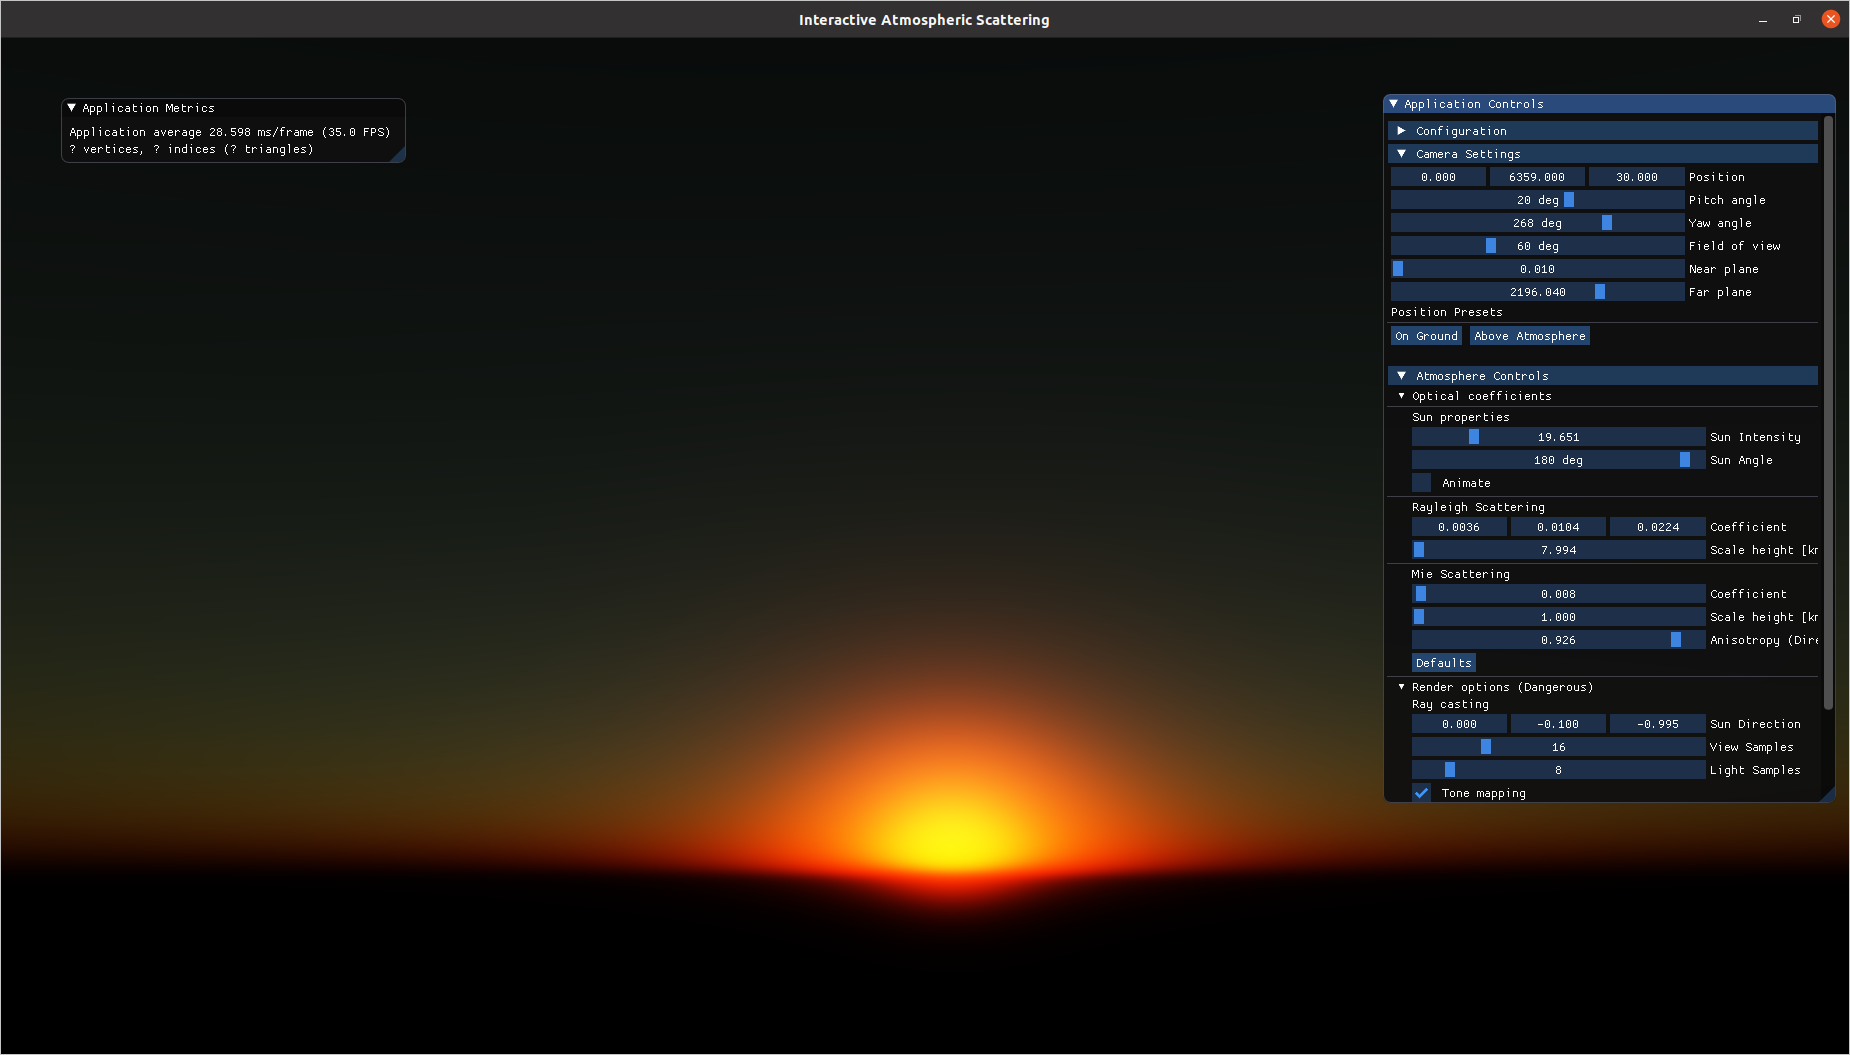 Interactive Atmospheric Scattering
Application Metrics
Application average 28.598 ms/frame (35.0 FPS)
? vertices, ? indices (? triangles)
Application Controls
Configuration
Camera Settings
0.000 6359.000 30.000 Position
20 deg Pitch angle
268 deg Yaw angle
60 deg Field of view
0.010 Near plane
2196.040 Far plane
Position Presets
On Ground Above Atmosphere
Atmosphere Controls
Optical coefficients
Sun properties
19.651 Sun Intensity
180 deg Sun Angle
Animate
Rayleigh Scattering
0.0036 0.0104 0.0224 Coefficient
7.994 Scale height
Mie Scattering
0.008 Coefficient
1.000 Scale height
0.926 Anisotropy
Defaults
Render options (Dangerous)
Ray casting
0.000 -0.100 -0.995 Sun Direction
16 View Samples
8 Light Samples
Tone mapping